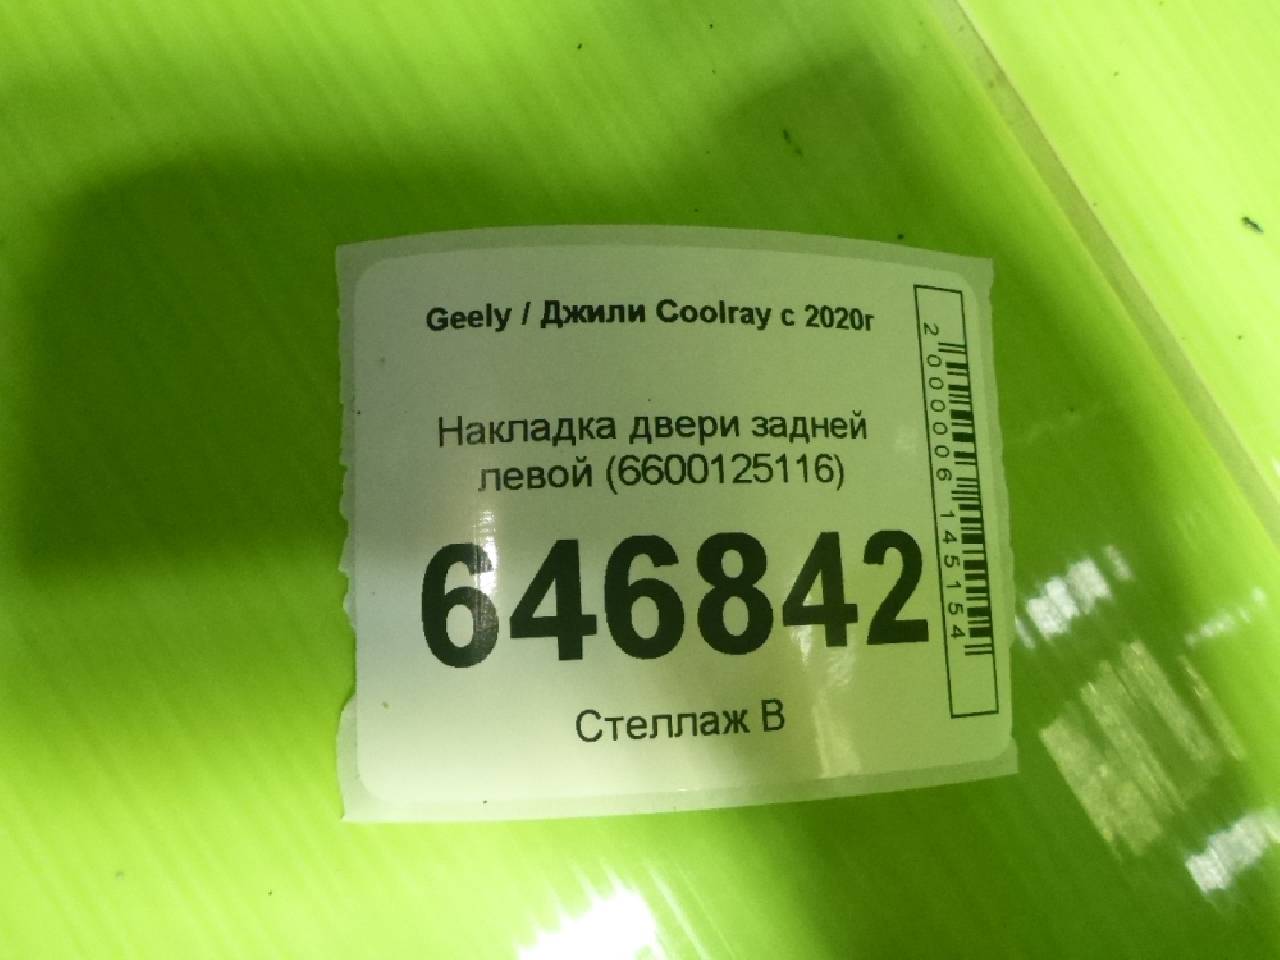 Geely / Джили Coolray с 2020г
Накладка двери задней
левой (6600125116)
646842
Стеллаж В
2000006145154